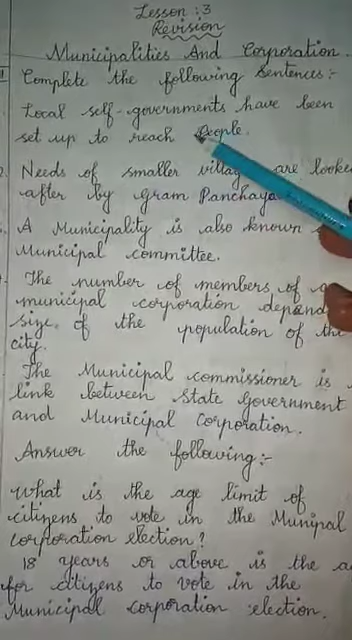 Lesson : 3
Revision
Municipalities And Corporation.
Complete the following sentences:-
Local self-governments have been
set up to reach People.
2. Needs of smaller villag are looke
after by Gram Panchaya
A Municipality is also known
Municipal committee.
The number of members of a
municipal corporation depend
size of the population of the
city.
The Municipal commissioner is
link between State Government
and Municipal Corporation.
Answer the following:-
What is the age limit of
citizens to vote in the Munipal
corporation election?
18 years or above is the a
for citizens to vote in the
Municipal corporation election.